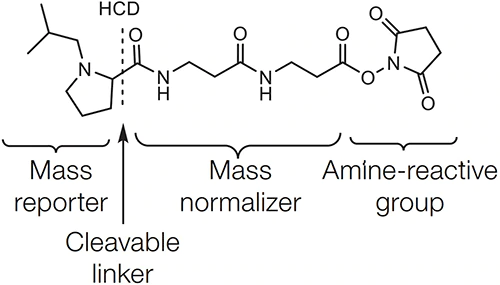 HCD
O
O
O
O
N
N
H
N
H
O
N
O
O
Mass
reporter
Mass
normalizer
Amine-reactive
group
Cleavable
linker